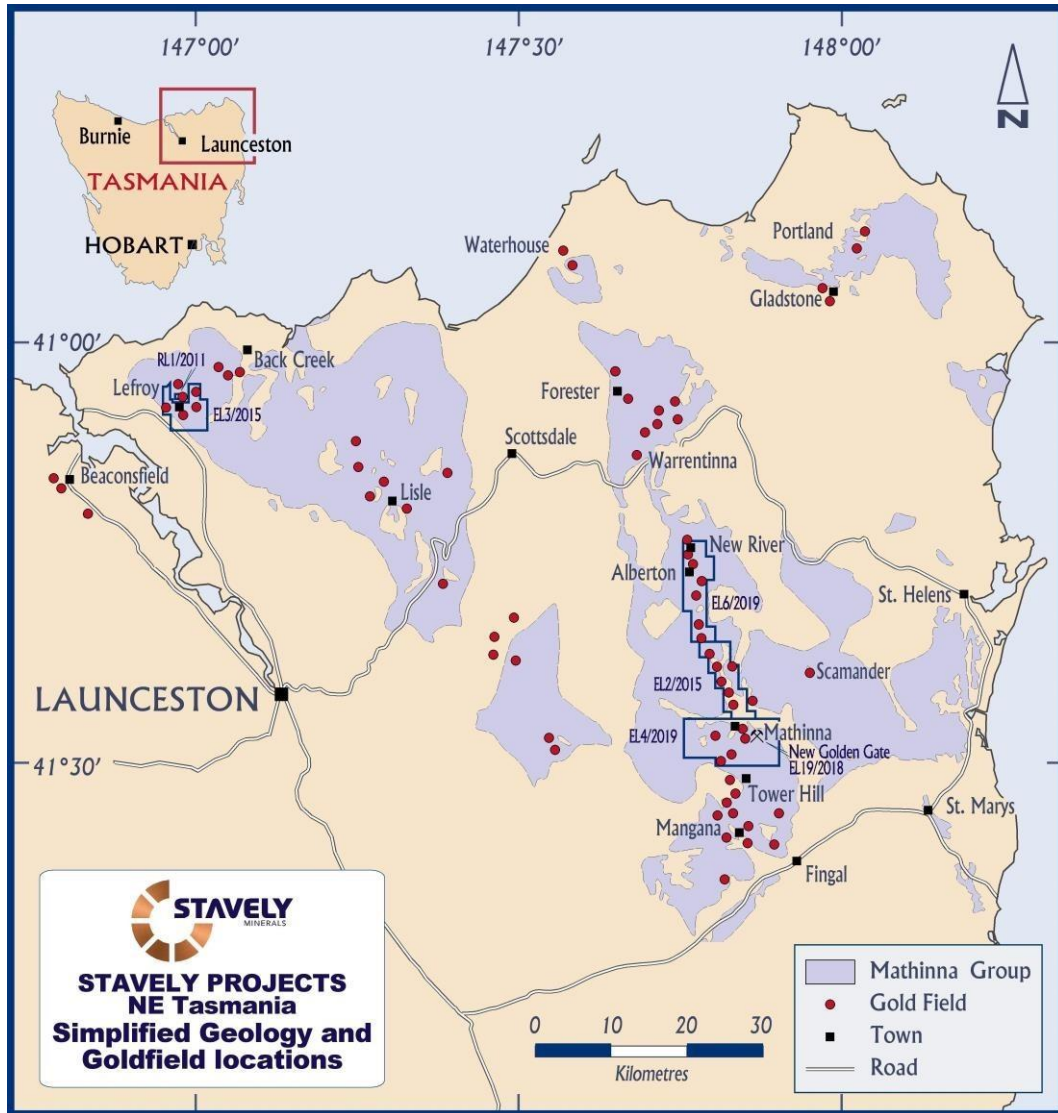 147°00'
147°30'
148°00'
N
Burnie
Launceston
TASMANIA
HOBART
Waterhouse
Portland
Gladstone
41°00'
RL1/2011
Back Creek
Lefroy
EL3/2015
Forester
Scottsdale
Warrentinna
Beaconsfield
Lisle
New River
Alberton
EL6/2019
St. Helens
Scamander
LAUNCESTON
EL2/2015
EL4/2019
Mathinna
New Golden Gate
EL19/2018
41°30'
Tower Hill
St. Marys
Mangana
Fingal
STAVELY
MINERALS
STAVELY PROJECTS
NE Tasmania
Simplified Geology and
Goldfield locations
0 10 20 30
Kilometres
Mathinna Group
Gold Field
Town
Road